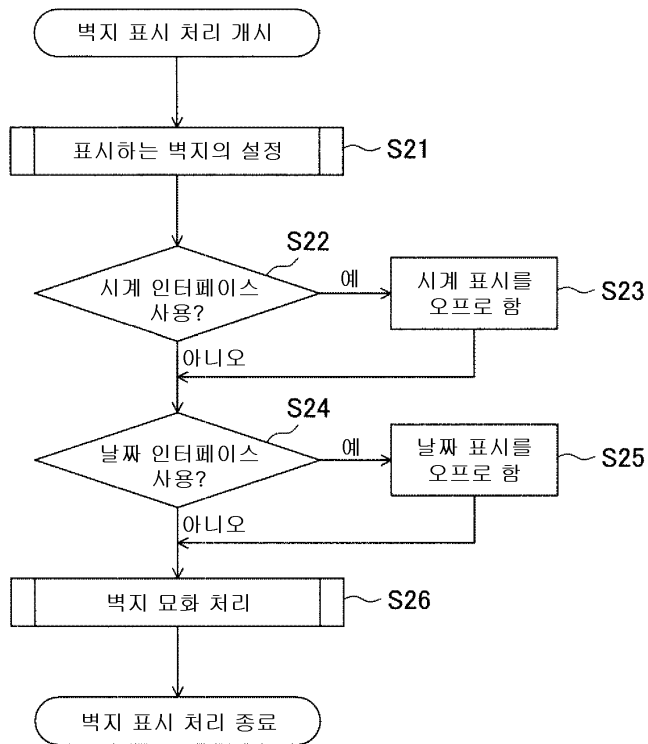 벽지 표시 처리 개시
표시하는 벽지의 설정
S21
S22
시계 인터페이스
사용?
예
시계 표시를
오프로 함
S23
아니오
S24
날짜 인터페이스
사용?
예
날짜 표시를
오프로 함
S25
아니오
벽지 묘화 처리
S26
벽지 표시 처리 종료